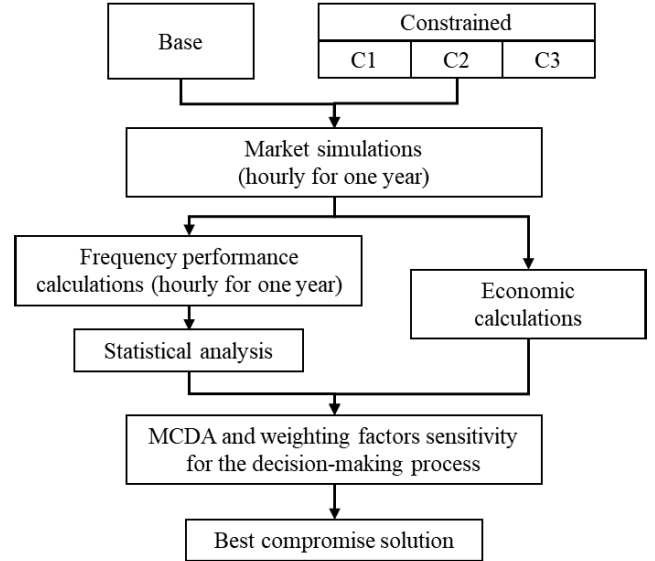 Base
Constrained
C1
C2
C3
Market simulations
(hourly for one year)
Frequency performance
calculations (hourly for one year)
Economic
calculations
Statistical analysis
MCDA and weighting factors sensitivity
for the decision-making process
Best compromise solution